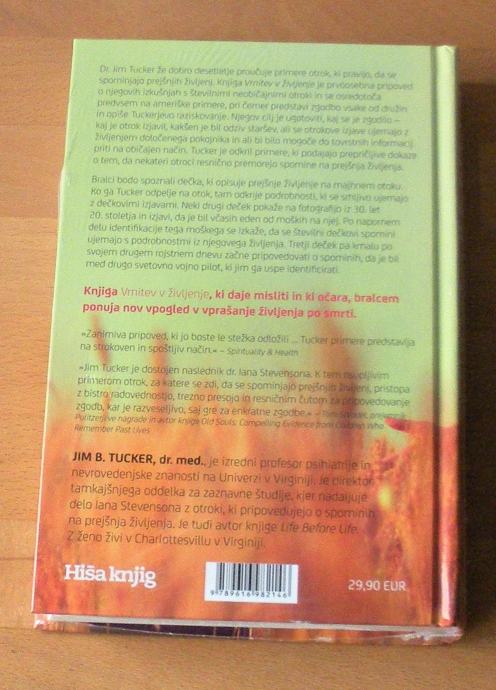 Dr. Jim Tucker že dobro desetletje proučuje primere otrok, ki pravijo, da se
spominjajo prejšnjih življenj. Knjiga Vrnitev v življenje je prvoosebna pripoved
o njegovih izkušnjah s številnimi neobičajnimi otroki in se osredotoča
predvsem na ameriške primere, pri čemer predstavi zgodbo vsake od družin
in opiše Tuckerjevo raziskovanje. Njegov cilj je ugotoviti, kaj se je zgodilo –
kaj je otrok izjavil, kakšen je bil odziv staršev, ali se otrokove izjave ujemajo z
življenjem določenega pokojnika in ali bi bilo mogoče do tovrstnih informacij
priti na običajen način. Tucker je odkril primere, ki podajajo prepričljive dokaze
o tem, da nekateri otroci resnično premorejo spomine na prejšnja življenja.
Bralci bodo spoznali dečka, ki opisuje prejšnje življenje na majhnem otoku.
Ko ga Tucker odpelje na otok, tam odkrije podrobnosti, ki se srhljivo ujemajo
z dečkovimi izjavami. Neki drugi deček pokaže na fotografijo iz 30. let
20. stoletja in izjavi, da je bil včasih eden od moških na njej. Po napornem
delu identifikacije tega moškega se izkaže, da se številni dečkovi spomini
ujemajo s podrobnostmi iz njegovega življenja. Tretji deček pa kmalu po
svojem drugem rojstnem dnevu začne pripovedovati o spominih, da je bil
med drugo svetovno vojno pilot, ki jim ga uspe identificirati.
Knjiga Vrnitev v življenje, ki daje misliti in ki očara, bralcem
ponuja nov vpogled v vprašanje življenja po smrti.
»Zanimiva pripoved, ki jo boste le stežka odložili ... Tucker primere predstavlja
na strokoven in spoštljiv način.« – Spirituality & Health
»Jim Tucker je dostojen naslednik dr. Iana Stevensona. K tem osupljivim
primerom otrok, za katere se zdi, da se spominjajo prejšnjih življenj, pristopa
z bistro radovednostjo, trezno presojo in resničnim čutom za pripovedovanje
zgodb, kar je razveseljivo, saj gre za enkratne zgodbe.« – Tom Shroder, prejemnik
Pulitzerjeve nagrade in avtor knjige Old Souls: Compelling Evidence from Children Who
Remember Past Lives
JIM B. TUCKER, dr. med., je izredni profesor psihiatrije in
nevrovedenjske znanosti na Univerzi v Virginiji. Je direktor
tamkajšnjega oddelka za zaznavne študije, kjer nadaljuje
delo Iana Stevensona z otroki, ki pripovedujejo o spominih
na prejšnja življenja. Je tudi avtor knjige Life Before Life.
Z ženo živi v Charlottesvillu v Virginiji.
Hiša knjig
9 789616 982146
29,90 EUR